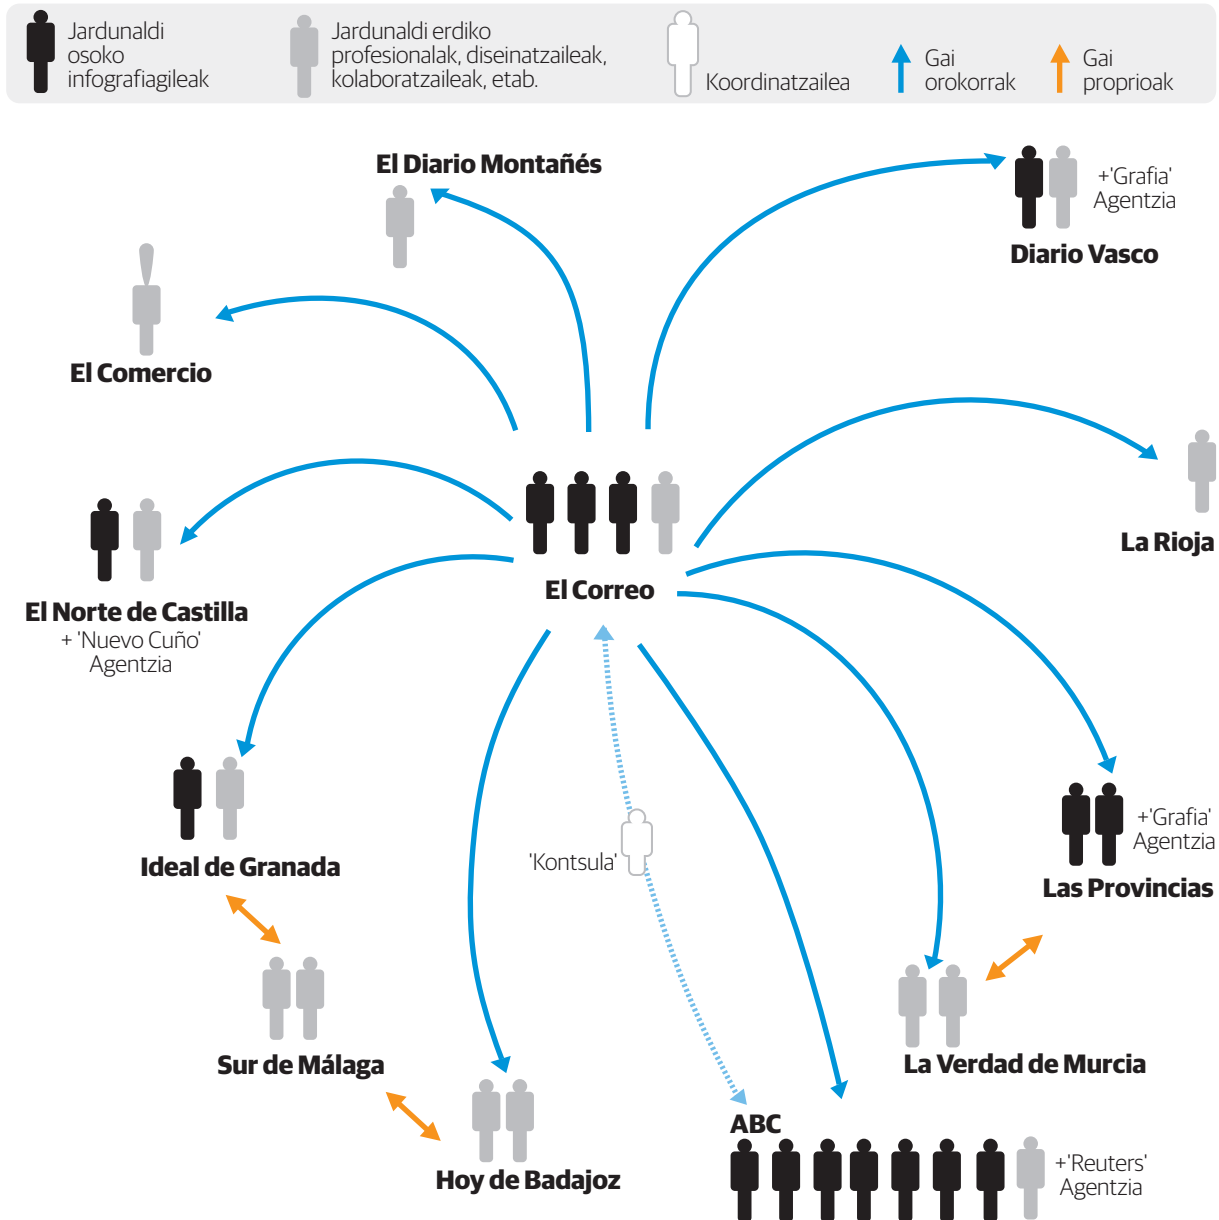 Jardunaldi
osoko
infografiagileak
Jardunaldi erdiko
profesionalak, diseinatzaileak,
kolaboratzaileak, etab.
Koordinatzailea
Gai
orokorrak
Gai
proprioak
El Diario Montañés
+'Grafia'
Agentzia
Diario Vasco
El Comercio
La Rioja
El Correo
El Norte de Castilla
+ 'Nuevo Cuño'
Agentzia
+'Grafia'
Agentzia
'Kontsula'
Ideal de Granada
Las Provincias
Sur de Málaga
La Verdad de Murcia
ABC
Hoy de Badajoz
+'Reuters'
Agentzia